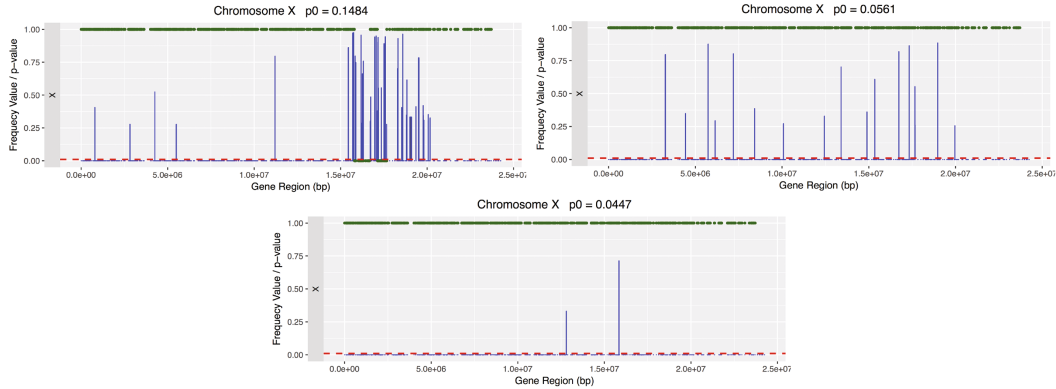 Chromosome X p0 = 0.1484
Frequecy Value / p-value
X
1.00
0.75
0.50
0.25
0.00
0.0e+00 5.0e+06 1.0e+07 1.5e+07 2.0e+07 2.5e+07
Gene Region (bp)
Chromosome X p0 = 0.0561
Frequecy Value / p-value
X
1.00
0.75
0.50
0.25
0.00
0.0e+00 5.0e+06 1.0e+07 1.5e+07 2.0e+07 2.5e+0
Gene Region (bp)
Chromosome X p0 = 0.0447
Frequecy Value / p-value
X
1.00
0.75
0.50
0.25
0.00
0.0e+00 5.0e+06 1.0e+07 1.5e+07 2.0e+07 2.5e+07
Gene Region (bp)